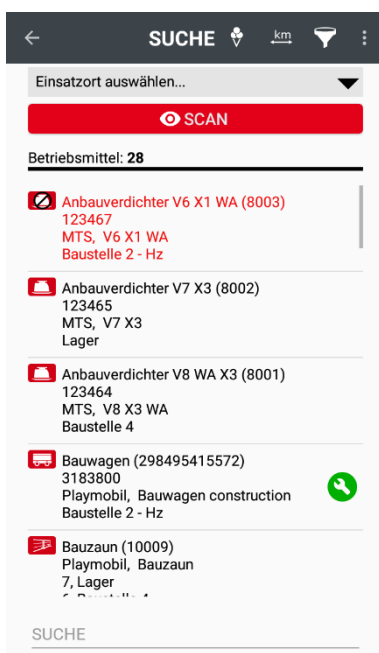 SUCHE km
Einsatzort auswählen...
SCAN
Betriebsmittel: 28
Anbauverdichter V6 X1 WA (8003)
123467
MTS, V6 X1 WA
Baustelle 2 - Hz
Anbauverdichter V7 X3 (8002)
123465
MTS, V7 X3
Lager
Anbauverdichter V8 WA X3 (8001)
123464
MTS, V8 X3 WA
Baustelle 4
Bauwagen (298495415572)
3183800
Playmobil, Bauwagen construction
Baustelle 2 - Hz
Bauzaun (10009)
Playmobil, Bauzaun
7, Lager
SUCHE